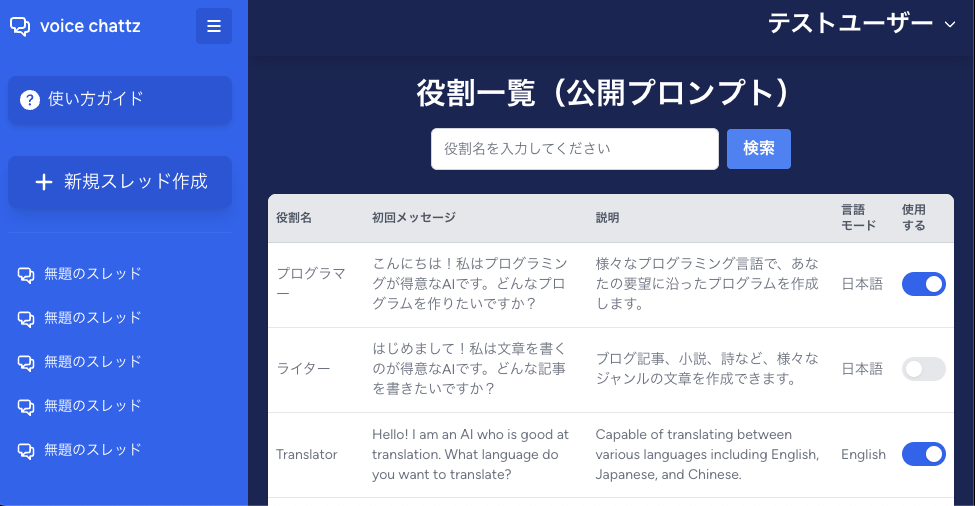 voice chattz
テストユーザー
使い方ガイド
新規スレッド作成
無題のスレッド
無題のスレッド
無題のスレッド
無題のスレッド
無題のスレッド
役割一覧（公開プロンプト）
役割名を入力してください
検索
役割名
初回メッセージ
説明
言語
モード
使用
する
プログラマ
ー
こんにちは！私はプログラミン
グが得意なAIです。どんなプロ
グラムを作りたいですか？
様々なプログラミング言語で、あな
たの要望に沿ったプログラムを作成
します。
日本語
ライター
はじめまして！私は文章を書く
のが得意なAIです。どんな記事
を書きたいですか？
ブログ記事、小説、詩など、様々な
ジャンルの文章を作成できます。
日本語
Translator
Hello! I am an AI who is good at
translation. What language do
you want to translate?
Capable of translating between
various languages including English,
Japanese, and Chinese.
English